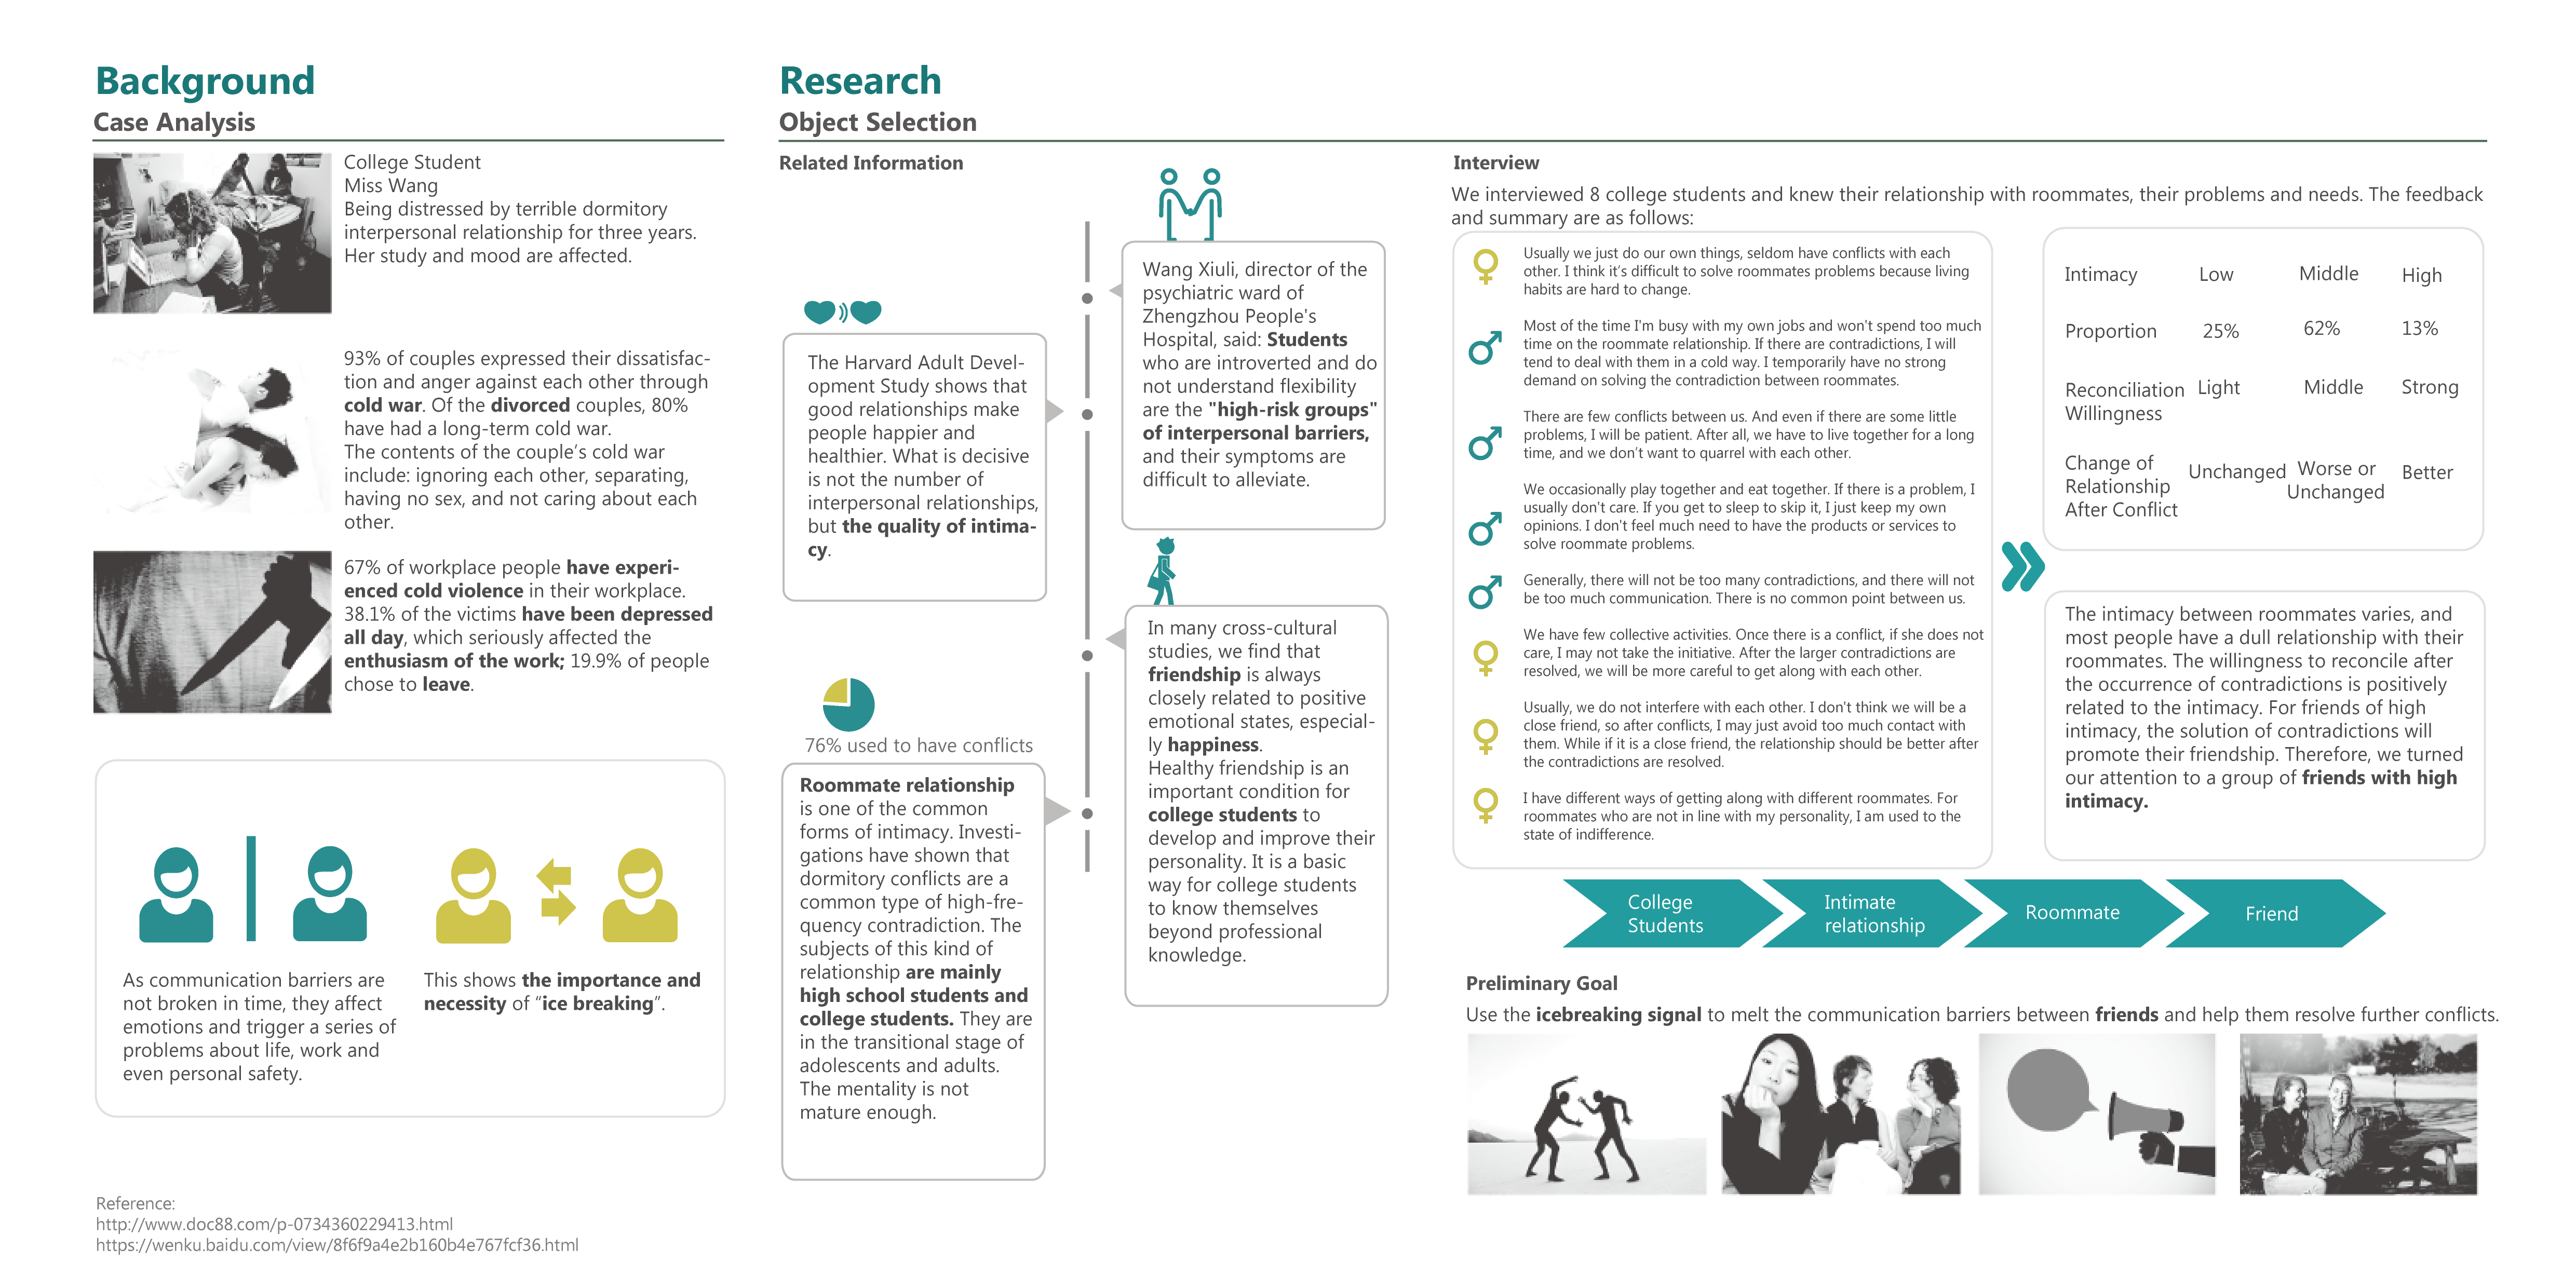 Background
Case Analysis
College Student
Miss Wang
Being distressed by terrible dormitory
interpersonal relationship for three years.
Her study and mood are affected.
93% of couples expressed their dissatisfac-
tion and anger against each other through
cold war. Of the divorced couples, 80%
have had a long-term cold war.
The contents of the couple's cold war
include: ignoring each other, separating,
having no sex, and not caring about each
other.
67% of workplace people have experi-
enced cold violence in their workplace.
38.1% of the victims have been depressed
all day, which seriously affected the
enthusiasm of the work; 19.9% of people
chose to leave.
As communication barriers are
not broken in time, they affect
emotions and trigger a series of
problems about life, work and
even personal safety.
This shows the importance and
necessity of “ice breaking”.
Reference:
http://www.doc88.com/p-0734360229413.html
https://wenku.baidu.com/view/8f6f9a4e2b160b4e767fcf36.html
Research
Object Selection
Related Information
The Harvard Adult Devel-
opment Study shows that
good relationships make
people happier and
healthier. What is decisive
is not the number of
interpersonal relationships,
but the quality of intima-
cy.
Wang Xiuli, director of the
psychiatric ward of
Zhengzhou People's
Hospital, said: Students
who are introverted and do
not understand flexibility
are the "high-risk groups"
of interpersonal barriers,
and their symptoms are
difficult to alleviate.
76% used to have conflicts
Roommate relationship
is one of the common
forms of intimacy. Investi-
gations have shown that
dormitory conflicts are a
common type of high-fre-
quency contradiction. The
subjects of this kind of
relationship are mainly
high school students and
college students. They are
in the transitional stage of
adolescents and adults.
The mentality is not
mature enough.
In many cross-cultural
studies, we find that
friendship is always
closely related to positive
emotional states, especial-
ly happiness.
Healthy friendship is an
important condition for
college students to
develop and improve their
personality. It is a basic
way for college students
to know themselves
beyond professional
knowledge.
Interview
We interviewed 8 college students and knew their relationship with roommates, their problems and needs. The feedback
and summary are as follows:
Usually we just do our own things, seldom have conflicts with each
other. I think it's difficult to solve roommates problems because living
habits are hard to change.
Most of the time I'm busy with my own jobs and won't spend too much
time on the roommate relationship. If there are contradictions, I will
tend to deal with them in a cold way. I temporarily have no strong
demand on solving the contradiction between roommates.
There are few conflicts between us. And even if there are some little
problems, I will be patient. After all, we have to live together for a long
time, and we don't want to quarrel with each other.
We occasionally play together and eat together. If there is a problem, I
usually don't care. If you get to sleep to skip it, I just keep my own
opinions. I don't feel much need to have the products or services to
solve roommate problems.
Generally, there will not be too many contradictions, and there will not
be too much communication. There is no common point between us.
We have few collective activities. Once there is a conflict, if she does not
care, I may not take the initiative. After the larger contradictions are
resolved, we will be more careful to get along with each other.
Usually, we do not interfere with each other. I don't think we will be a
close friend, so after conflicts, I may just avoid too much contact with
them. While if it is a close friend, the relationship should be better after
the contradictions are resolved.
I have different ways of getting along with different roommates. For
roommates who are not in line with my personality, I am used to the
state of indifference.
Intimacy Low Middle High
Proportion 25% 62% 13%
Reconciliation Light Middle Strong
Willingness
Change of
Relationship Unchanged Worse or Better
After Conflict Unchanged
The intimacy between roommates varies, and
most people have a dull relationship with their
roommates. The willingness to reconcile after
the occurrence of contradictions is positively
related to the intimacy. For friends of high
intimacy, the solution of contradictions will
promote their friendship. Therefore, we turned
our attention to a group of friends with high
intimacy.
College
Students
Intimate
relationship
Roommate
Friend
Preliminary Goal
Use the icebreaking signal to melt the communication barriers between friends and help them resolve further conflicts.